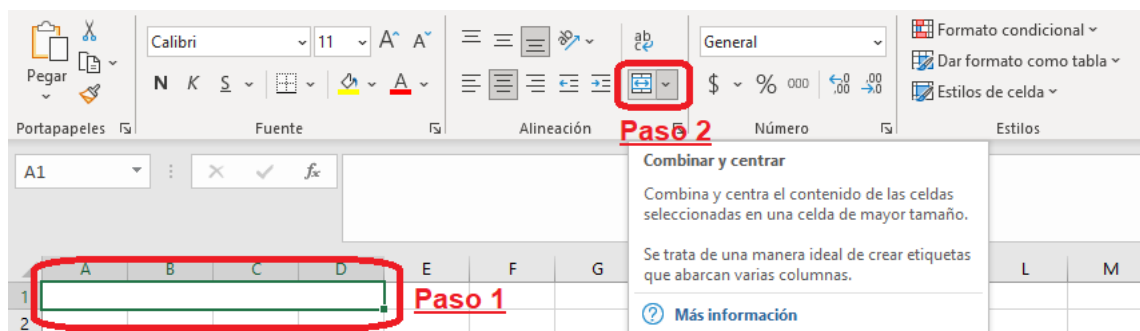 Pegar
Calibri
11
A^ A˅
ab
General
Formato condicional
N K S
A
$ % 000
,00
,00
Dar formato como tabla
Estilos de celda
Portapapeles
Fuente
Alineación
Número
Estilos
Paso 2
A1
fx
Combinar y centrar
Combina y centra el contenido de las celdas
seleccionadas en una celda de mayor tamaño.
Se trata de una manera ideal de crear etiquetas
que abarcan varias columnas.
Más información
A B C D E F G L M
1
Paso 1
2